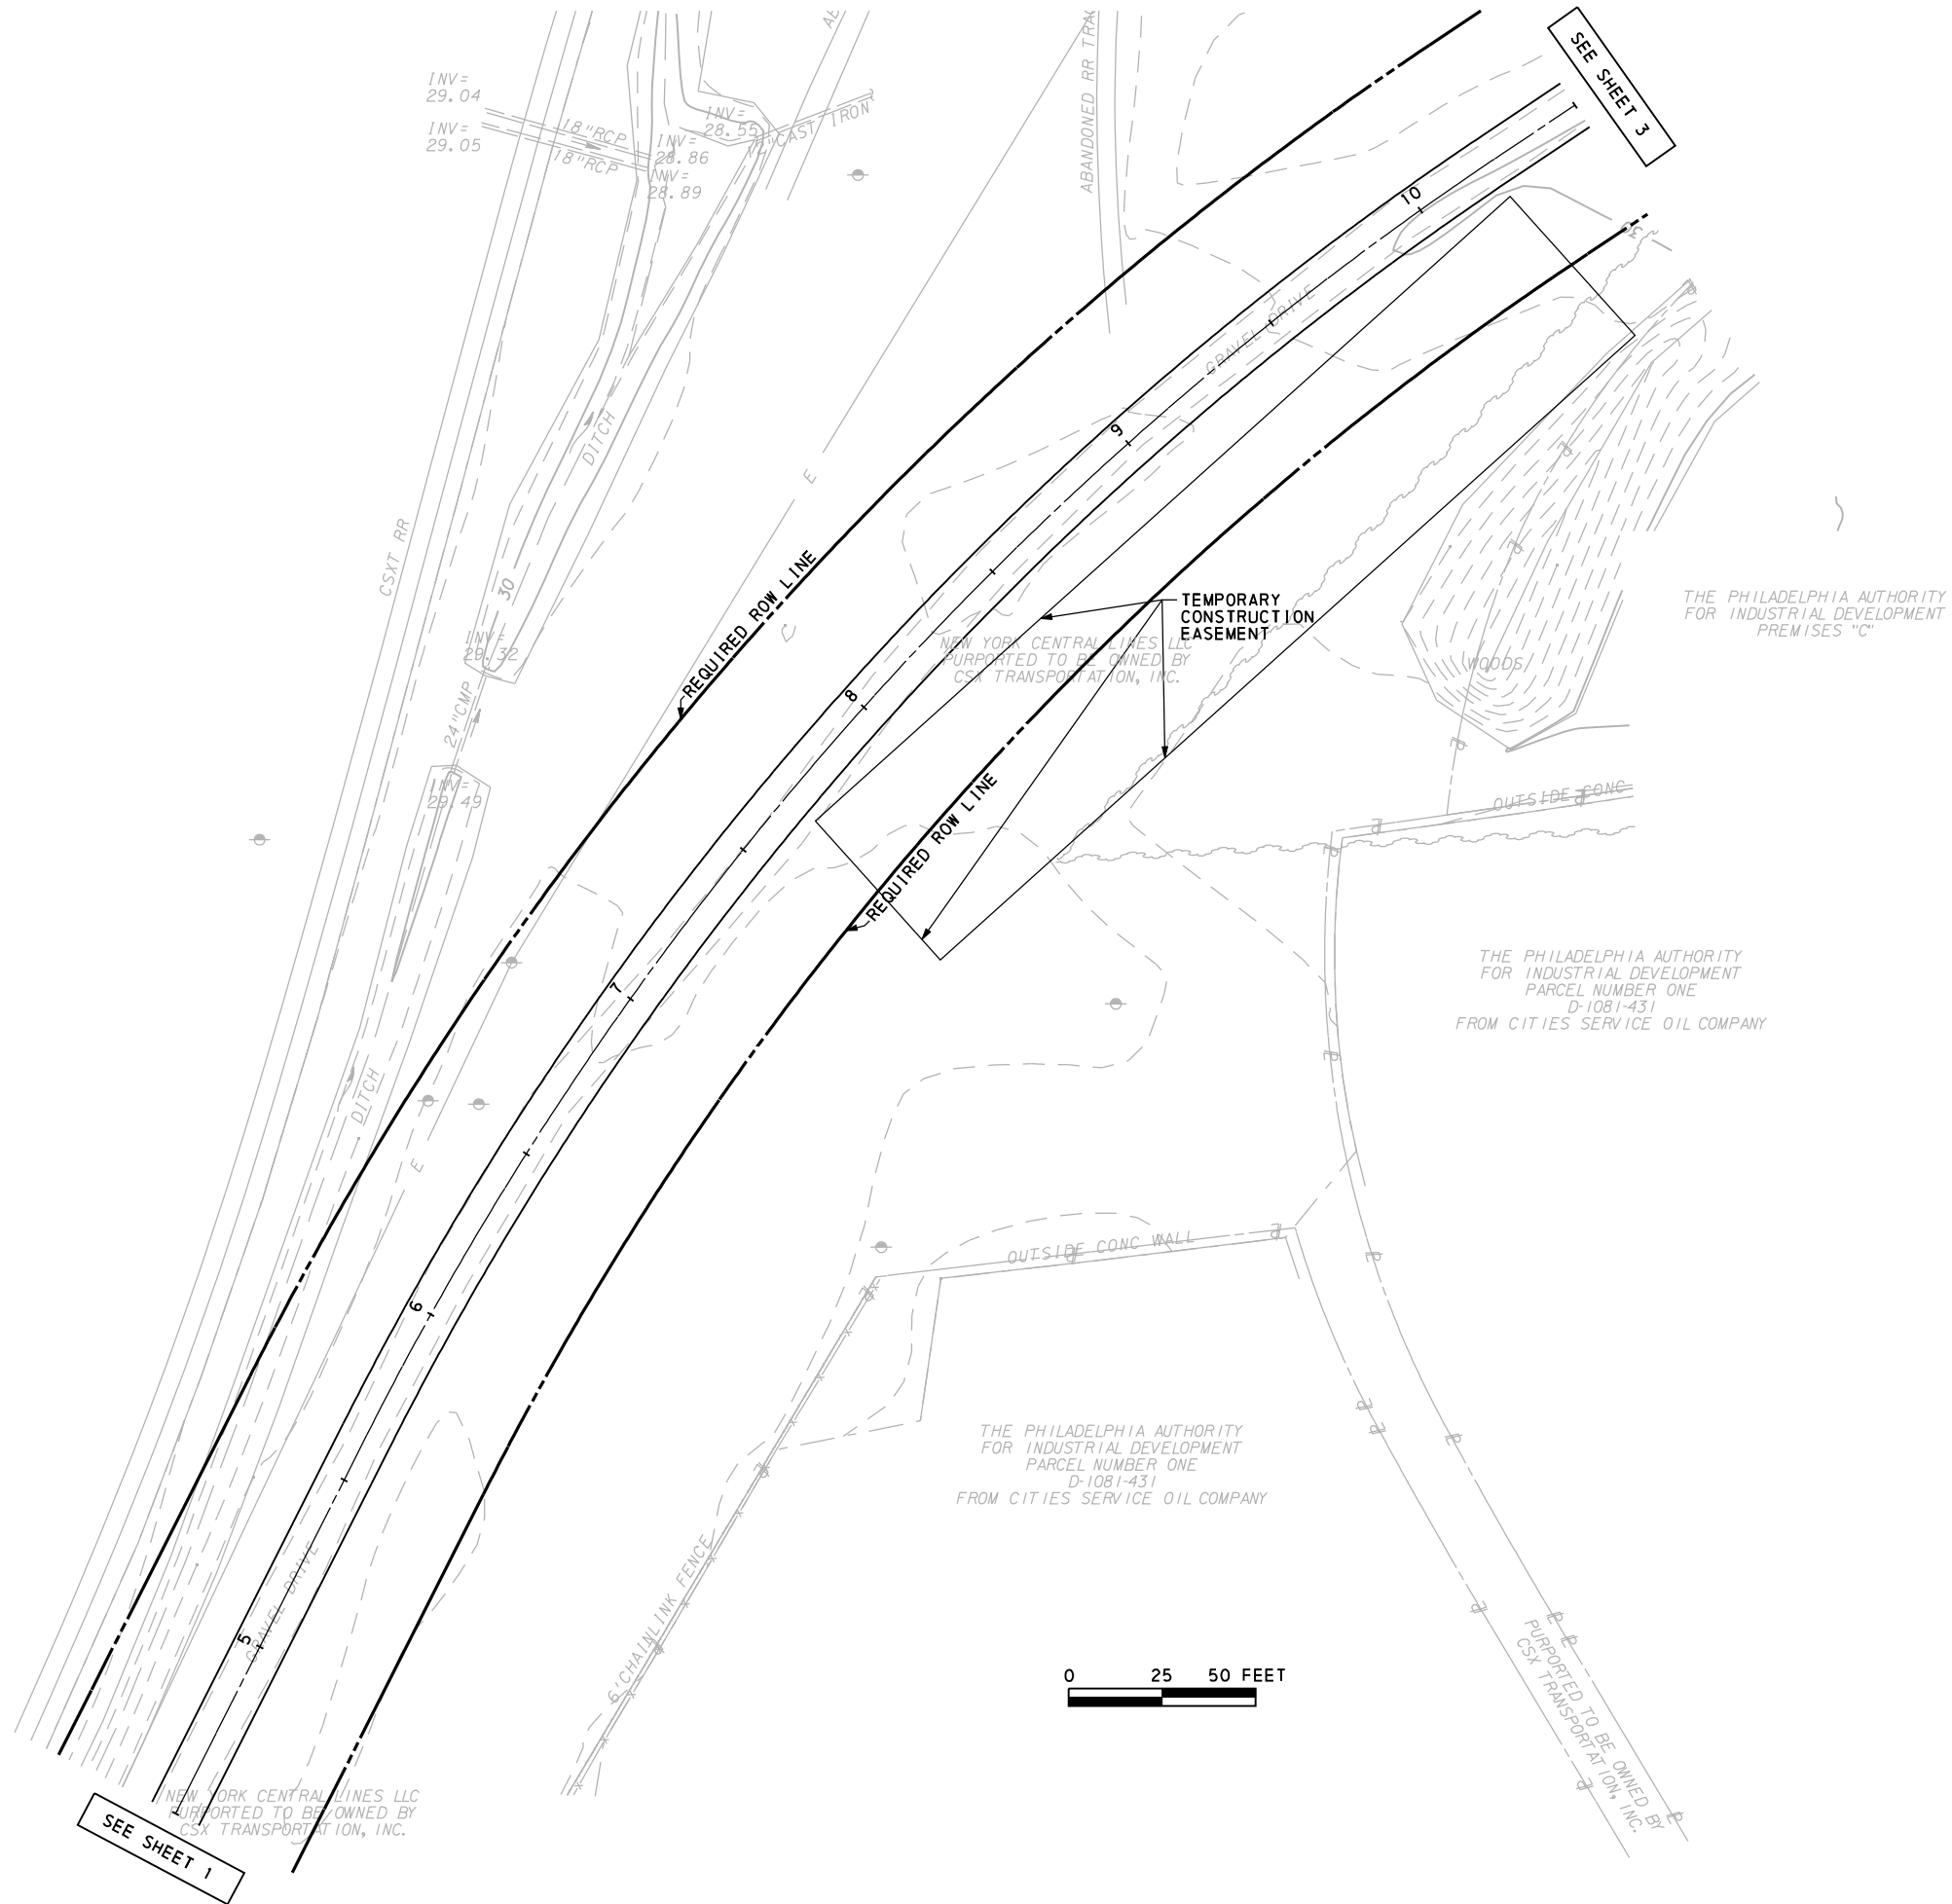 SEE SHEET 3
INV=
29.04
INV=
29.05
18"RCP
18"RCP
INV=
28.55
INV=
28.86
INV=
28.89
12"CAST IRON
ABANDONED RR
10
30
GRAVEL DRIVE
9
DITCH
E
CSXT RR
30
REQUIRED ROW LINE
TEMPORARY
CONSTRUCTION
EASEMENT
NEW YORK CENTRAL LINES LLC
PURPORTED TO BE OWNED BY
CSX TRANSPORTATION, INC.
THE PHILADELPHIA AUTHORITY
FOR INDUSTRIAL DEVELOPMENT
PREMISES "C"
WOODS
INV=
29.32
24"CMP
8
INV=
29.49
REQUIRED ROW LINE
OUTSIDE CONC
7
THE PHILADELPHIA AUTHORITY
FOR INDUSTRIAL DEVELOPMENT
PARCEL NUMBER ONE
D-1081-431
FROM CITIES SERVICE OIL COMPANY
DITCH
E
OUTSIDE CONC WALL
6
THE PHILADELPHIA AUTHORITY
FOR INDUSTRIAL DEVELOPMENT
PARCEL NUMBER ONE
D-1081-431
FROM CITIES SERVICE OIL COMPANY
GRAVEL DRIVE
5
6' CHAINLINK FENCE
0 25 50 FEET
PURPORTED TO BE OWNED BY
CSX TRANSPORTATION, INC.
NEW YORK CENTRAL LINES LLC
PURPORTED TO BE OWNED BY
CSX TRANSPORTATION, INC.
SEE SHEET 1